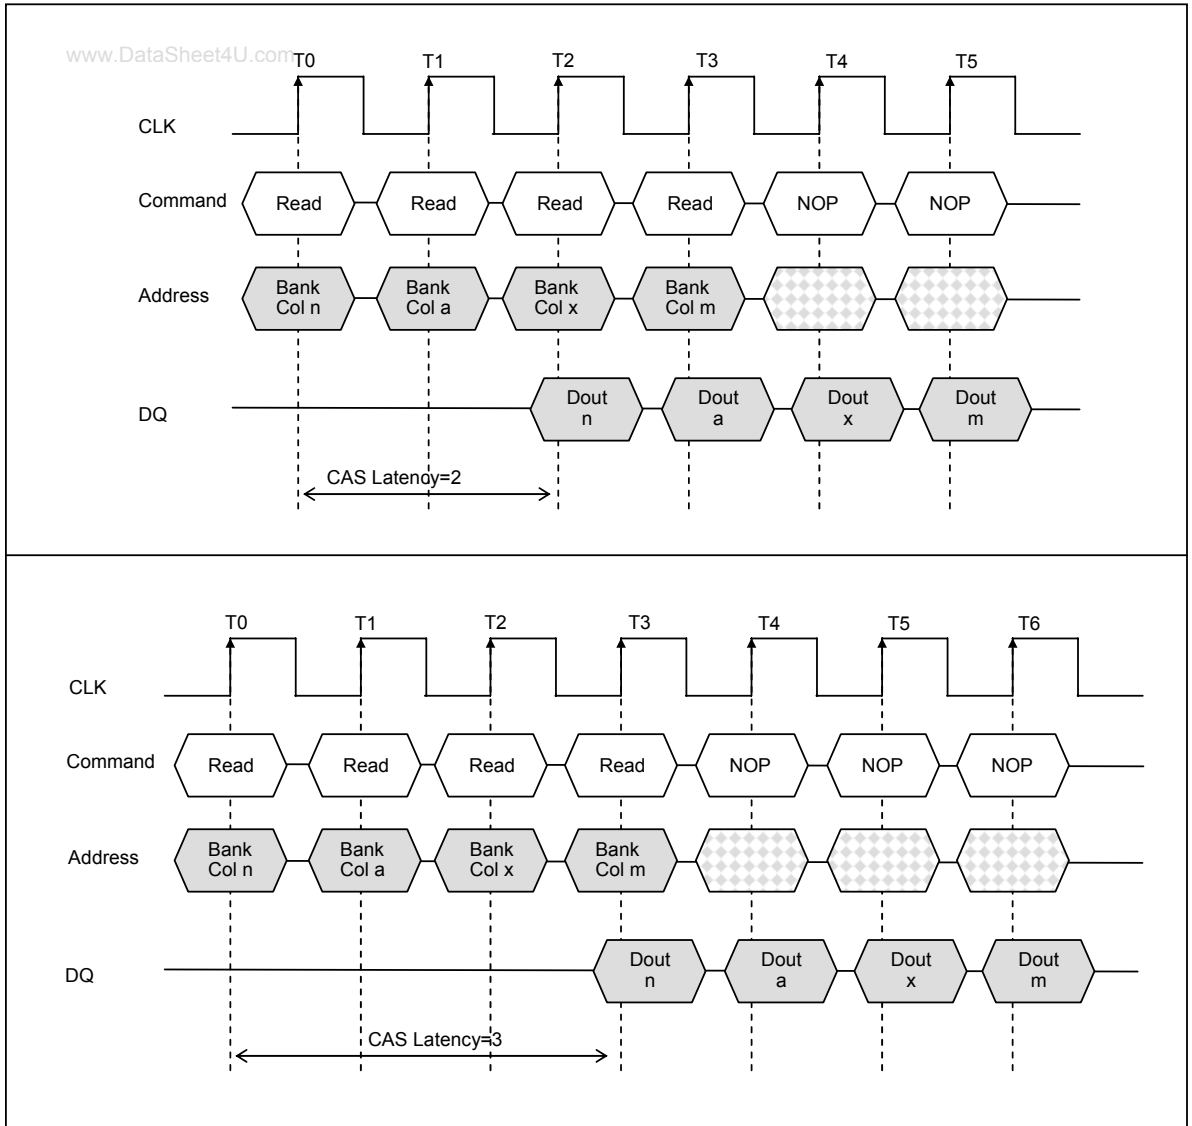 www.DataSheet4U.com
T0 T1 T2 T3 T4 T5
CLK
Command Read Read Read Read NOP NOP
Address
Bank Bank Bank Bank
Col n Col a Col x Col m
DQ
Dout Dout Dout Dout
n a x m
CAS Latency=2
T0 T1 T2 T3 T4 T5 T6
CLK
Command Read Read Read Read NOP NOP NOP
Address
Bank Bank Bank Bank
Col n Col a Col x Col m
DQ
Dout Dout Dout Dout
n a x m
CAS Latency=3